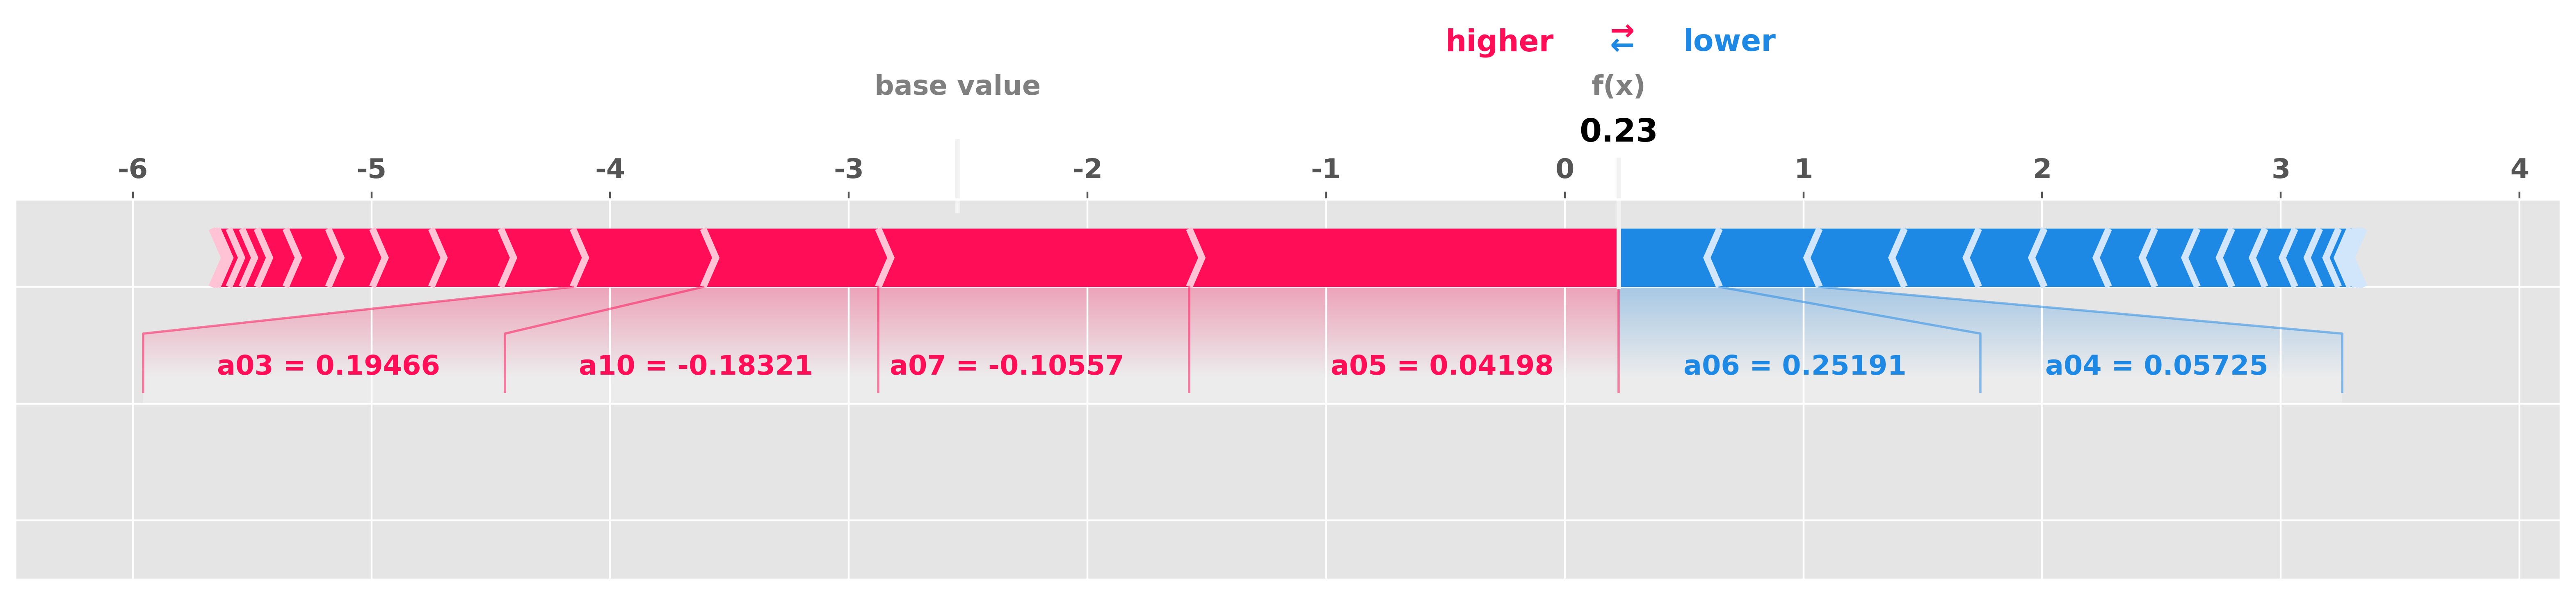 higher ⇄ lower
base value f(x)
0.23
-6 -5 -4 -3 -2 -1 0 1 2 3 4
a03 = 0.19466 a10 = -0.18321 a07 = -0.10557 a05 = 0.04198 a06 = 0.25191 a04 = 0.05725